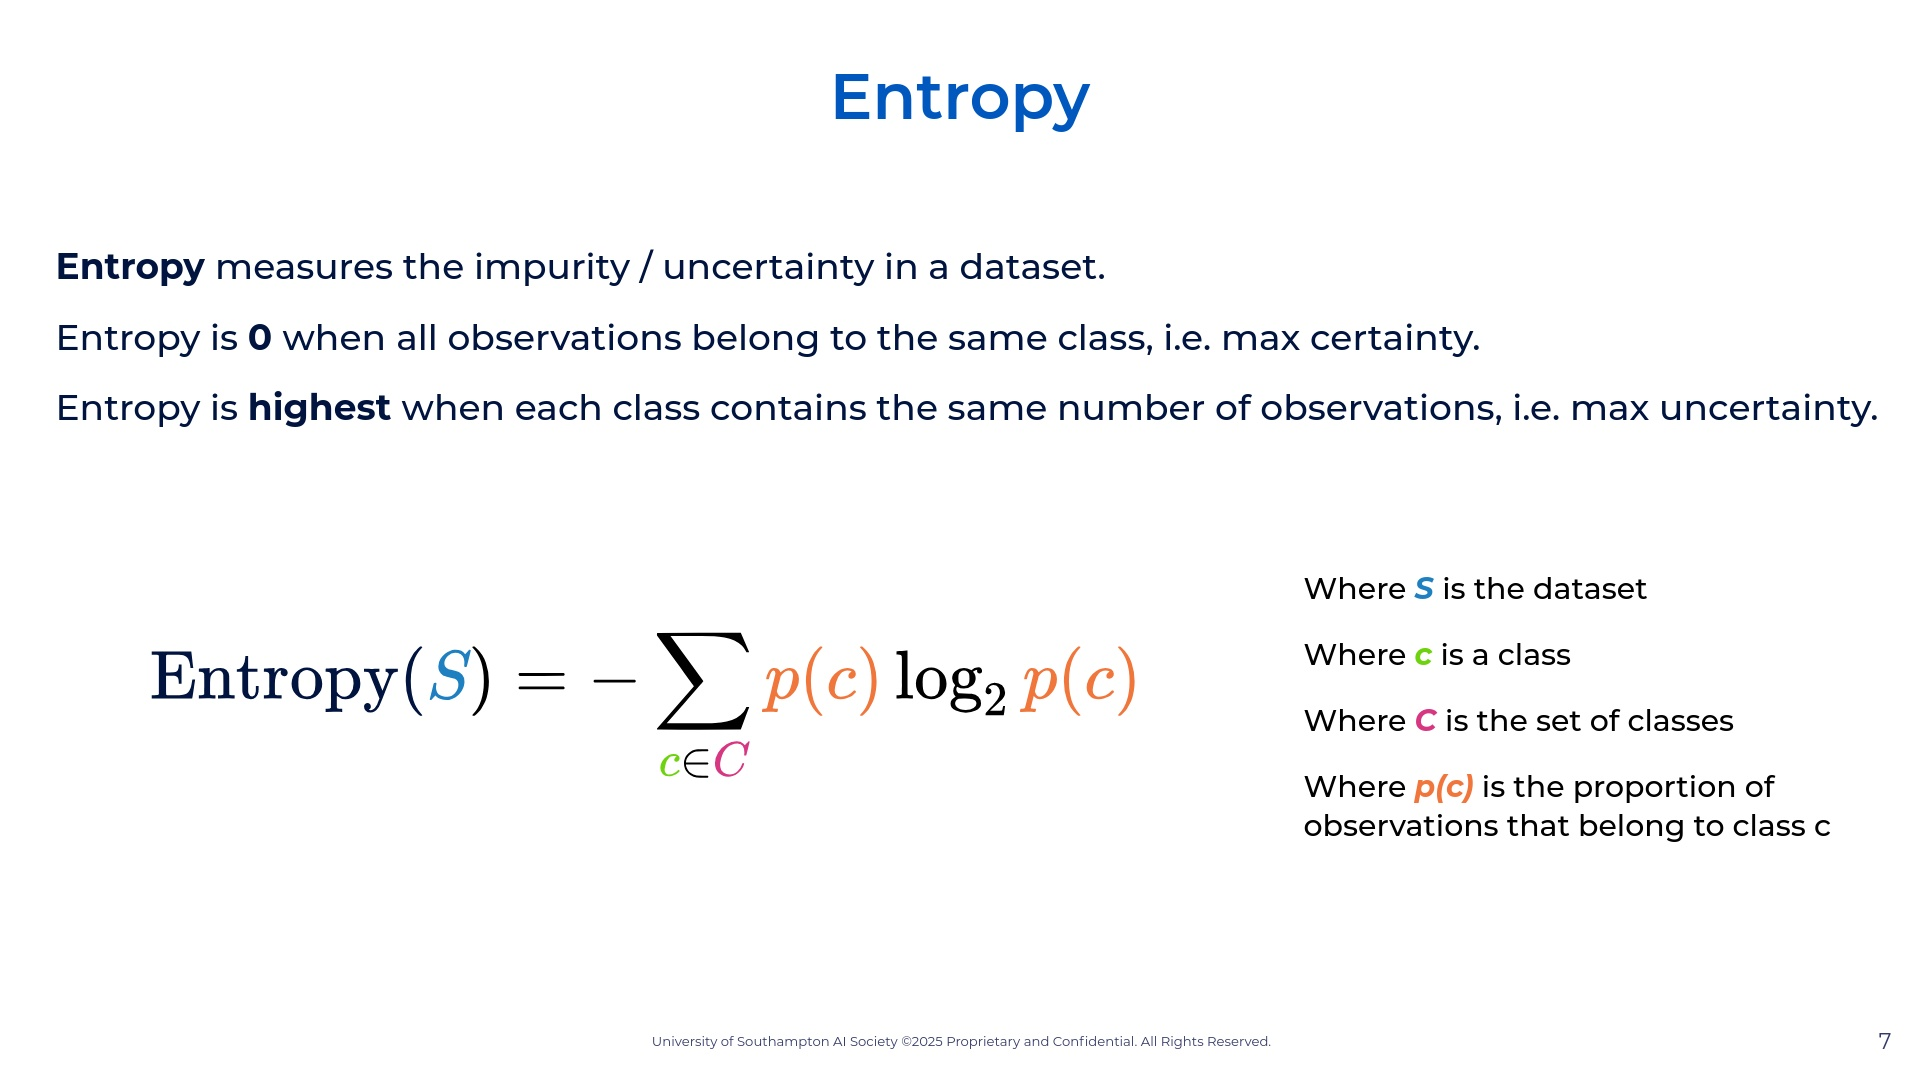 Entropy
Entropy measures the impurity / uncertainty in a dataset.
Entropy is 0 when all observations belong to the same class, i.e. max certainty.
Entropy is highest when each class contains the same number of observations, i.e. max uncertainty.
Entropy(S) = − ∑ p(c) log₂ p(c)
c∈C
Where S is the dataset
Where c is a class
Where C is the set of classes
Where p(c) is the proportion of
observations that belong to class c
University of Southampton AI Society ©2025 Proprietary and Confidential. All Rights Reserved.
7